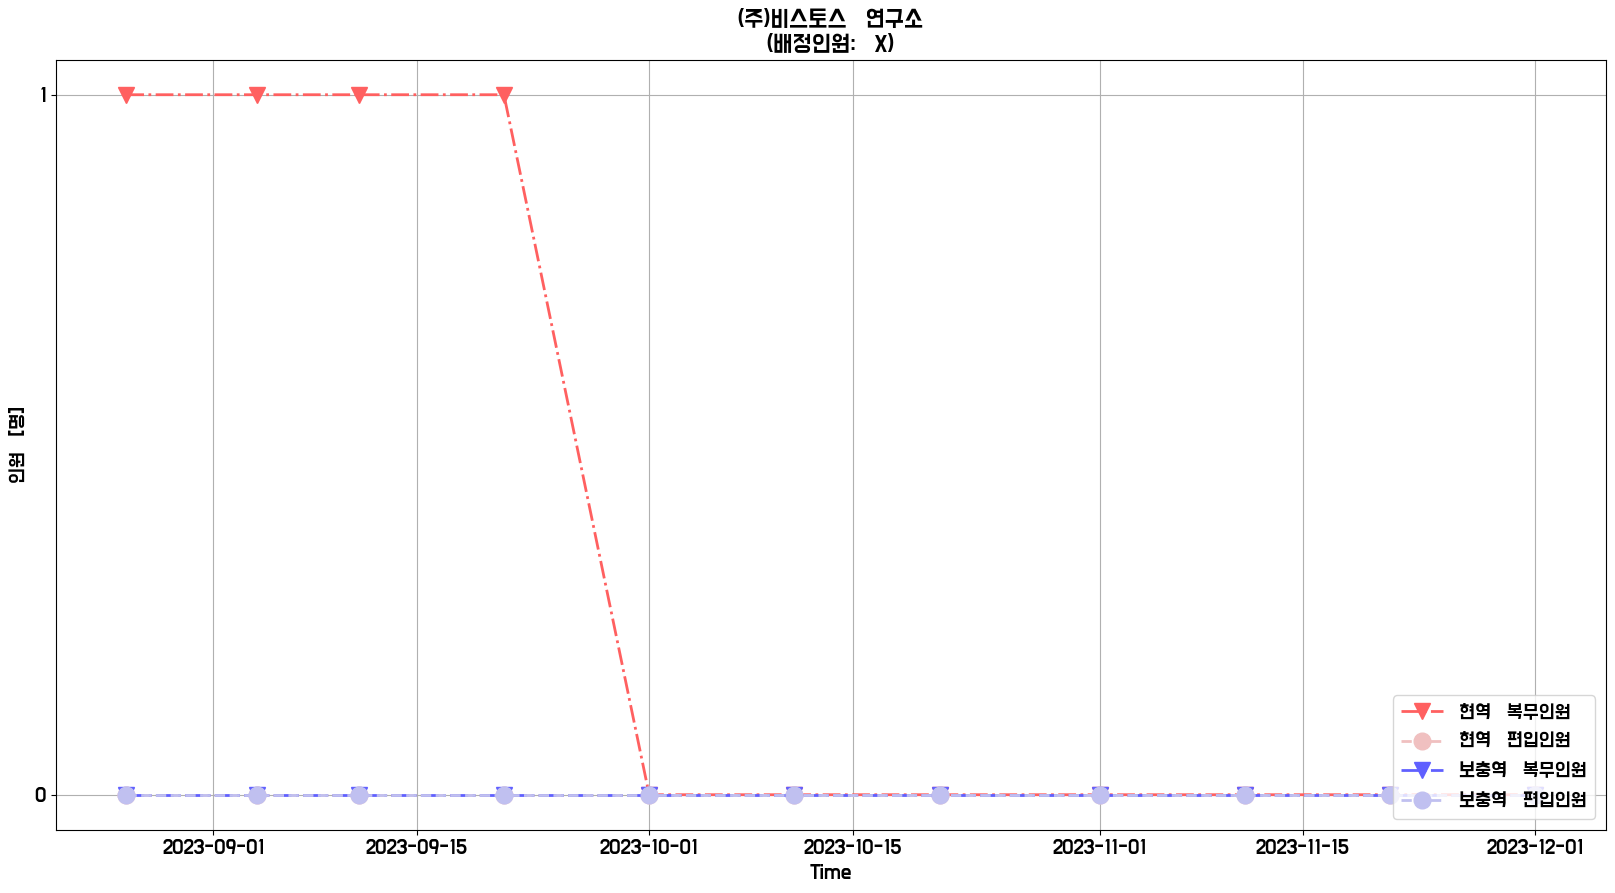 (주)비스토스 연구소
(배정인원: X)
인원 [명]
1
0
현역 복무인원
현역 편입인원
보충역 복무인원
보충역 편입인원
2023-09-01 2023-09-15 2023-10-01 2023-10-15 2023-11-01 2023-11-15 2023-12-01
Time